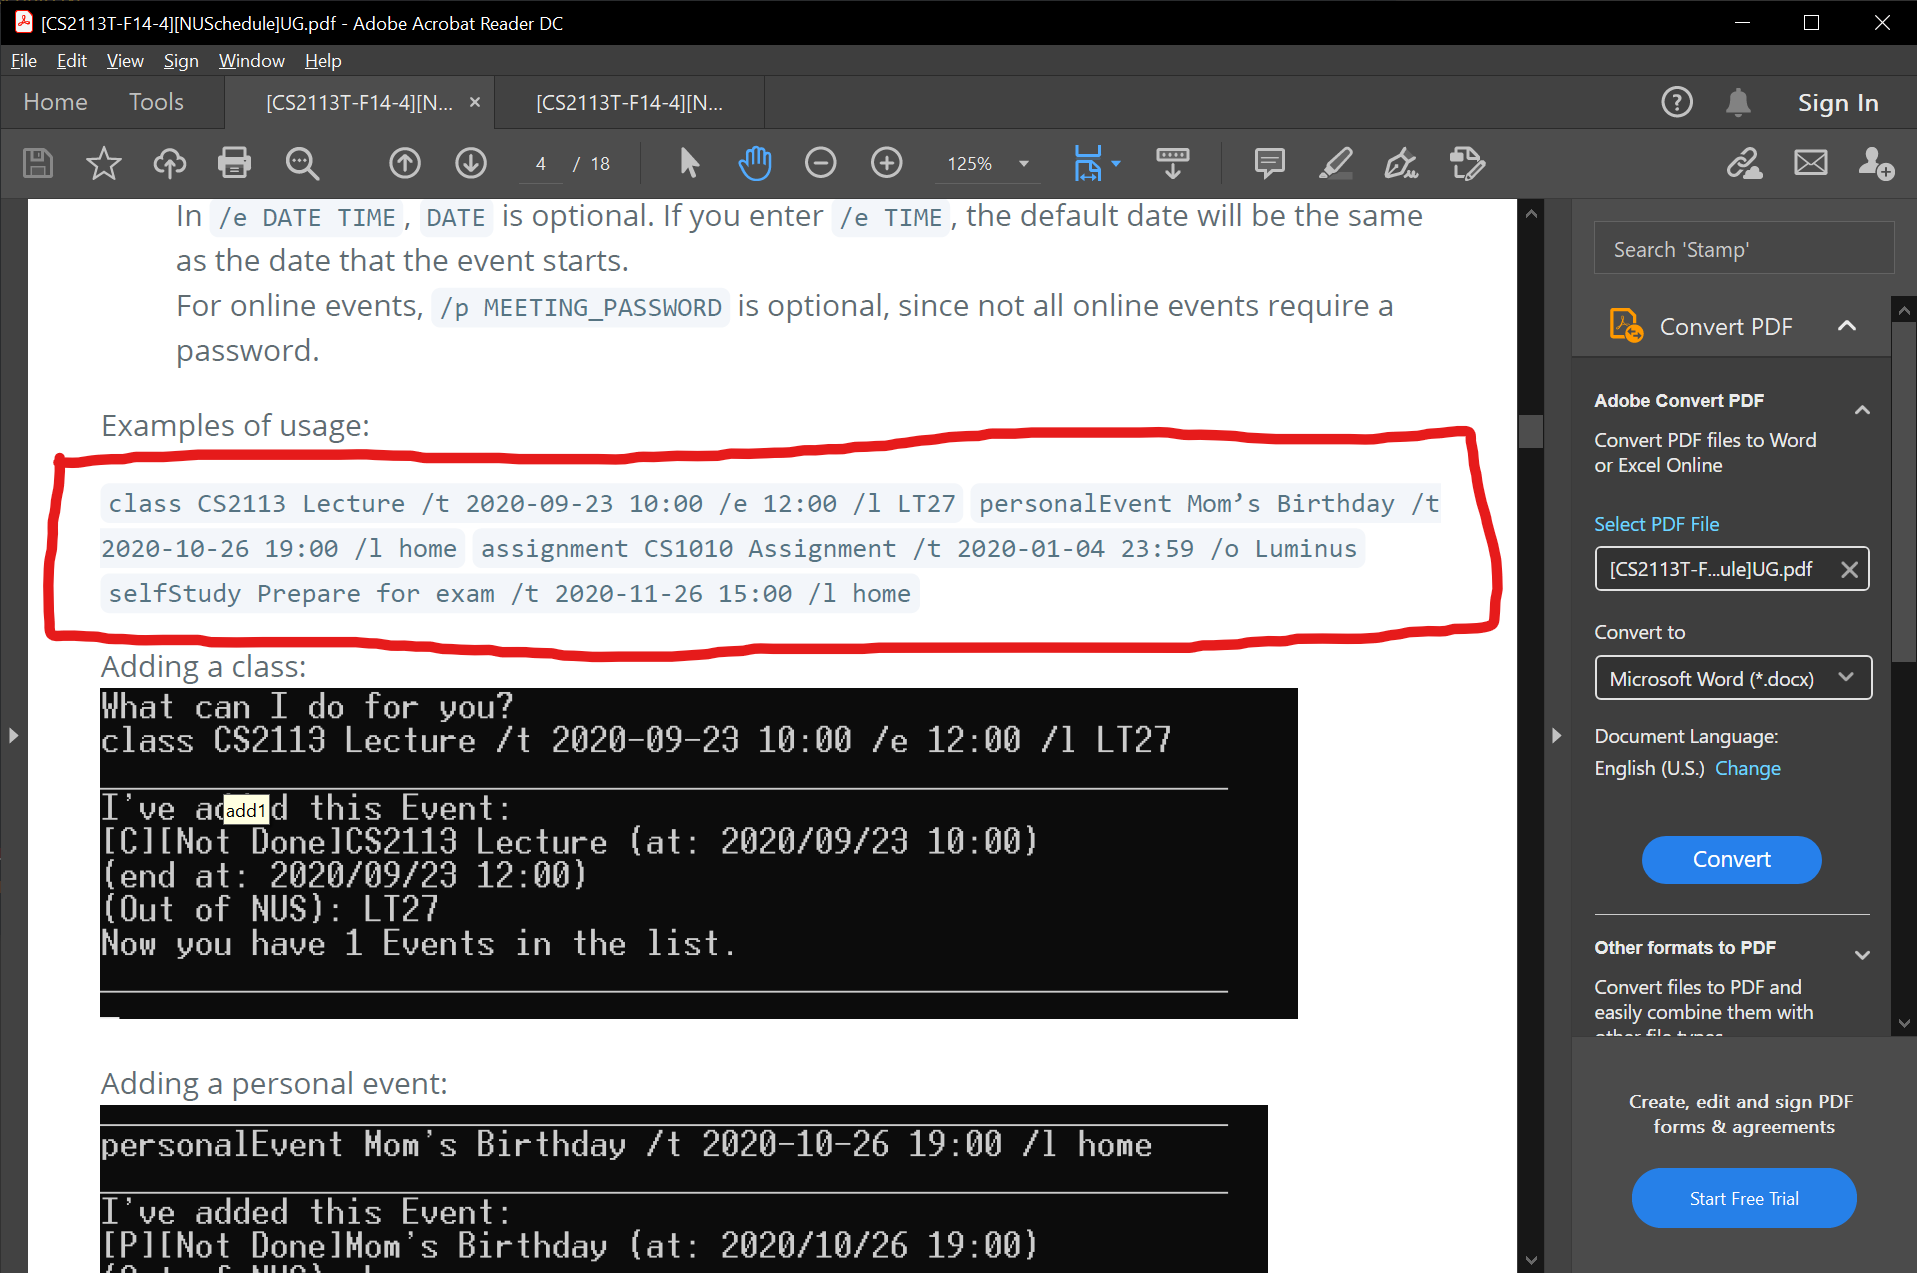 [CS2113T-F14-4][NUSchedule]UG.pdf - Adobe Acrobat Reader DC
File Edit View Sign Window Help
Home Tools [CS2113T-F14-4][N... × [CS2113T-F14-4][N... Sign In
4 / 18 125%
In /e DATE TIME, DATE is optional. If you enter /e TIME, the default date will be the same
as the date that the event starts.
For online events, /p MEETING_PASSWORD is optional, since not all online events require a
password.
Examples of usage:
class CS2113 Lecture /t 2020-09-23 10:00 /e 12:00 /l LT27 personalEvent Mom’s Birthday /t
2020-10-26 19:00 /l home assignment CS1010 Assignment /t 2020-01-04 23:59 /o Luminus
selfStudy Prepare for exam /t 2020-11-26 15:00 /l home
Adding a class:
What can I do for you?
class CS2113 Lecture /t 2020-09-23 10:00 /e 12:00 /l LT27
I've add this Event:
add1
[C][Not Done]CS2113 Lecture (at: 2020/09/23 10:00)
(end at: 2020/09/23 12:00)
(Out of NUS): LT27
Now you have 1 Events in the list.
Adding a personal event:
personalEvent Mom's Birthday /t 2020-10-26 19:00 /l home
I've added this Event:
[P][Not Done]Mom's Birthday (at: 2020/10/26 19:00)
Search 'Stamp'
Convert PDF
Adobe Convert PDF
Convert PDF files to Word
or Excel Online
Select PDF File
[CS2113T-F...ule]UG.pdf
Convert to
Microsoft Word (*.docx)
Document Language:
English (U.S.) Change
Convert
Other formats to PDF
Convert files to PDF and
easily combine them with
other file types.
Create, edit and sign PDF
forms & agreements
Start Free Trial